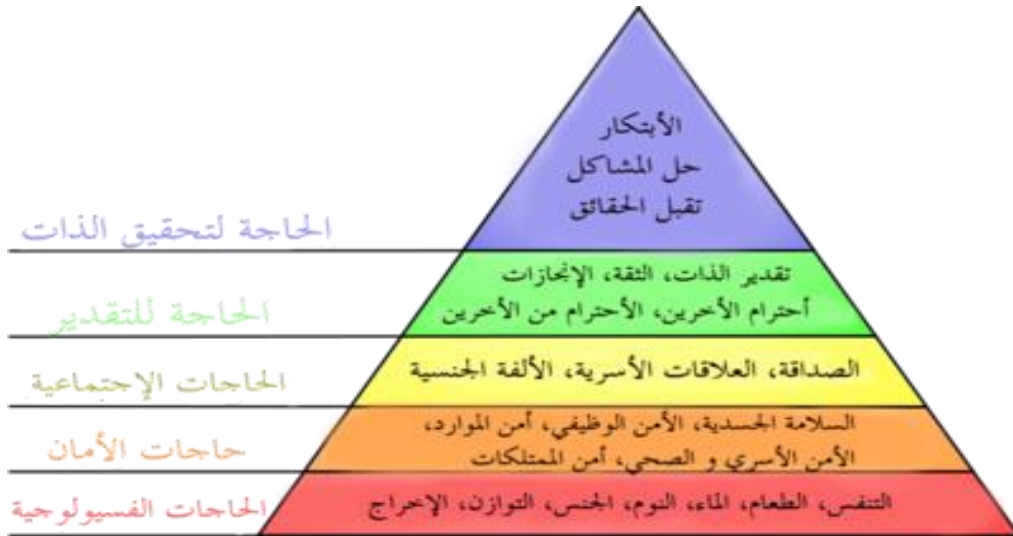 الأبتكار
حل المشاكل
تقبل الحقائق
الحاجة لتحقيق الذات
تقدير الذات، الثقة، الإنجازات
أحترام الأخرين، الأحترام من الأخرين
الحاجة للتقدير
الصداقة، العلاقات الأسرية، الألفة الجنسية
الحاجات الإجتماعية
السلامة الجسدية، الأمن الوظيفي، أمن الموارد،
الأمن الأسري و الصحي، أمن الممتلكات
حاجات الأمان
التنفس، الطعام، الماء، النوم، الجنس، التوازن، الإخراج
الحاجات الفسيولوجية